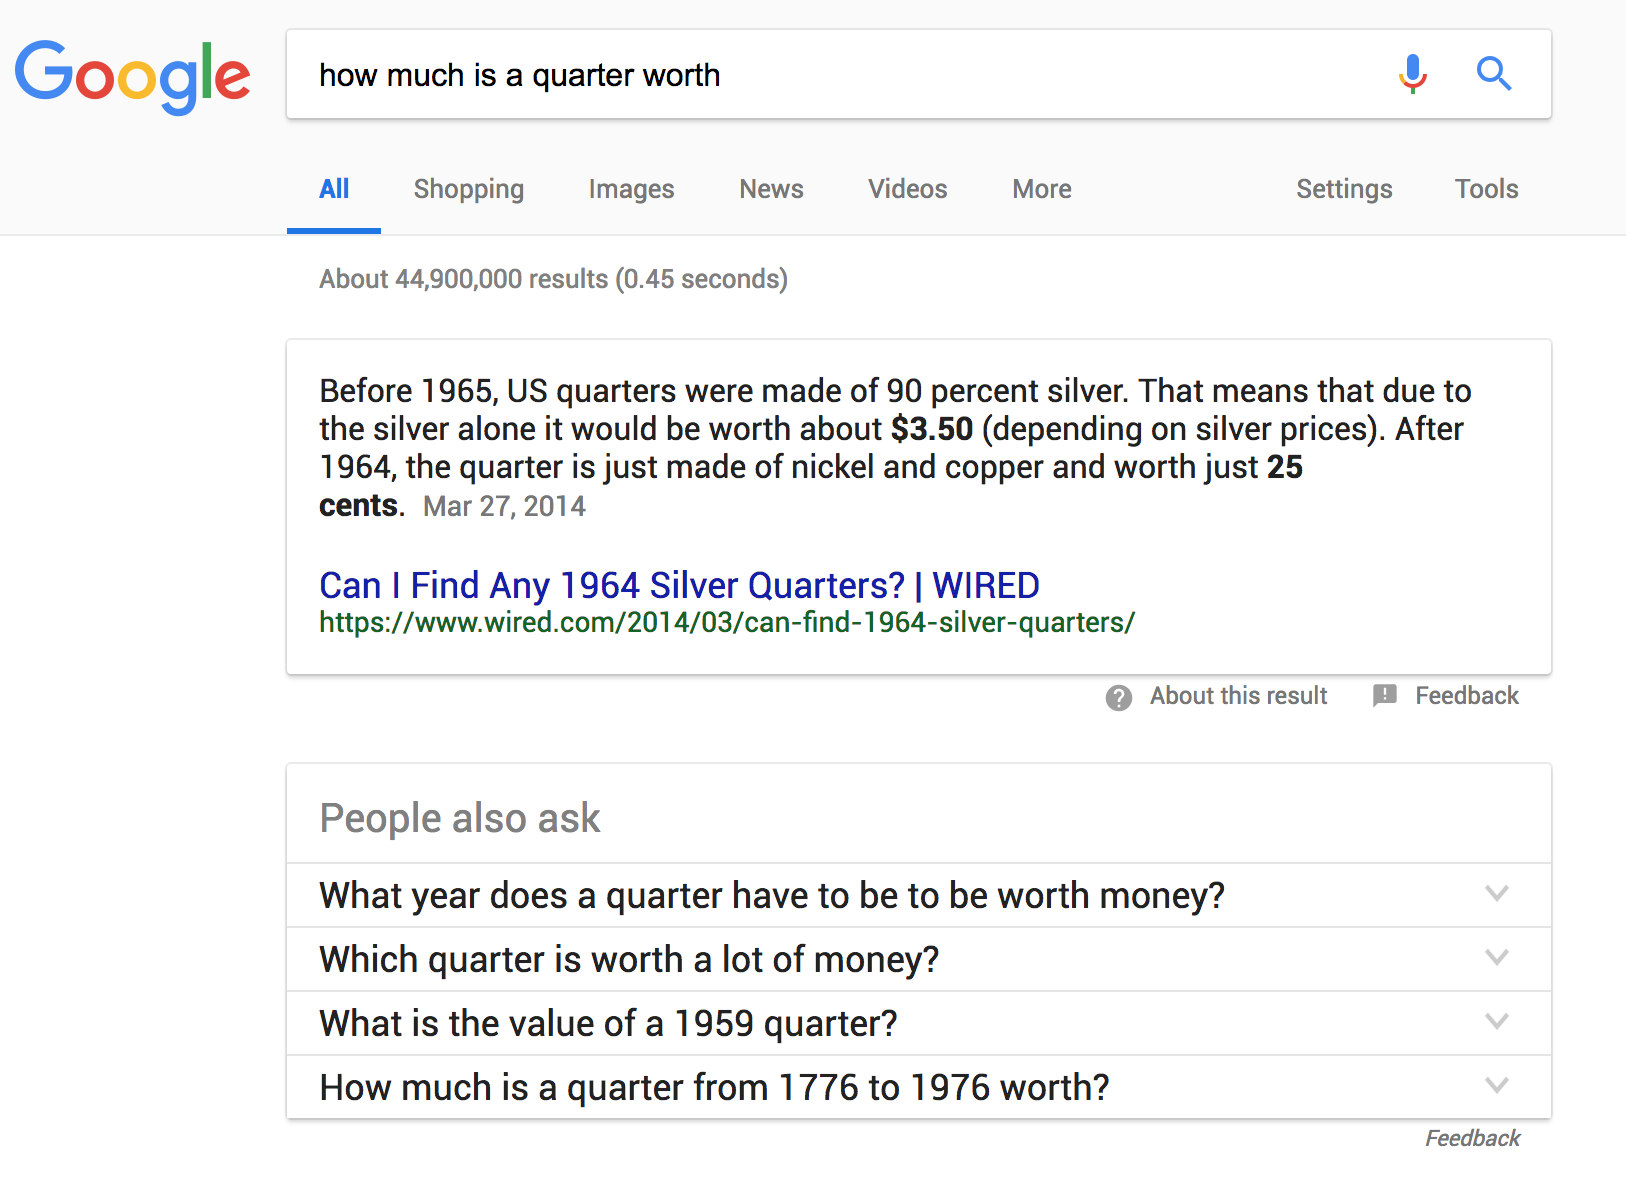 Google
how much is a quarter worth
All Shopping Images News Videos More Settings Tools
About 44,900,000 results (0.45 seconds)
Before 1965, US quarters were made of 90 percent silver. That means that due to
the silver alone it would be worth about $3.50 (depending on silver prices). After
1964, the quarter is just made of nickel and copper and worth just 25
cents. Mar 27, 2014
Can I Find Any 1964 Silver Quarters? | WIRED
https://www.wired.com/2014/03/can-find-1964-silver-quarters/
About this result Feedback
People also ask
What year does a quarter have to be to be worth money?
Which quarter is worth a lot of money?
What is the value of a 1959 quarter?
How much is a quarter from 1776 to 1976 worth?
Feedback